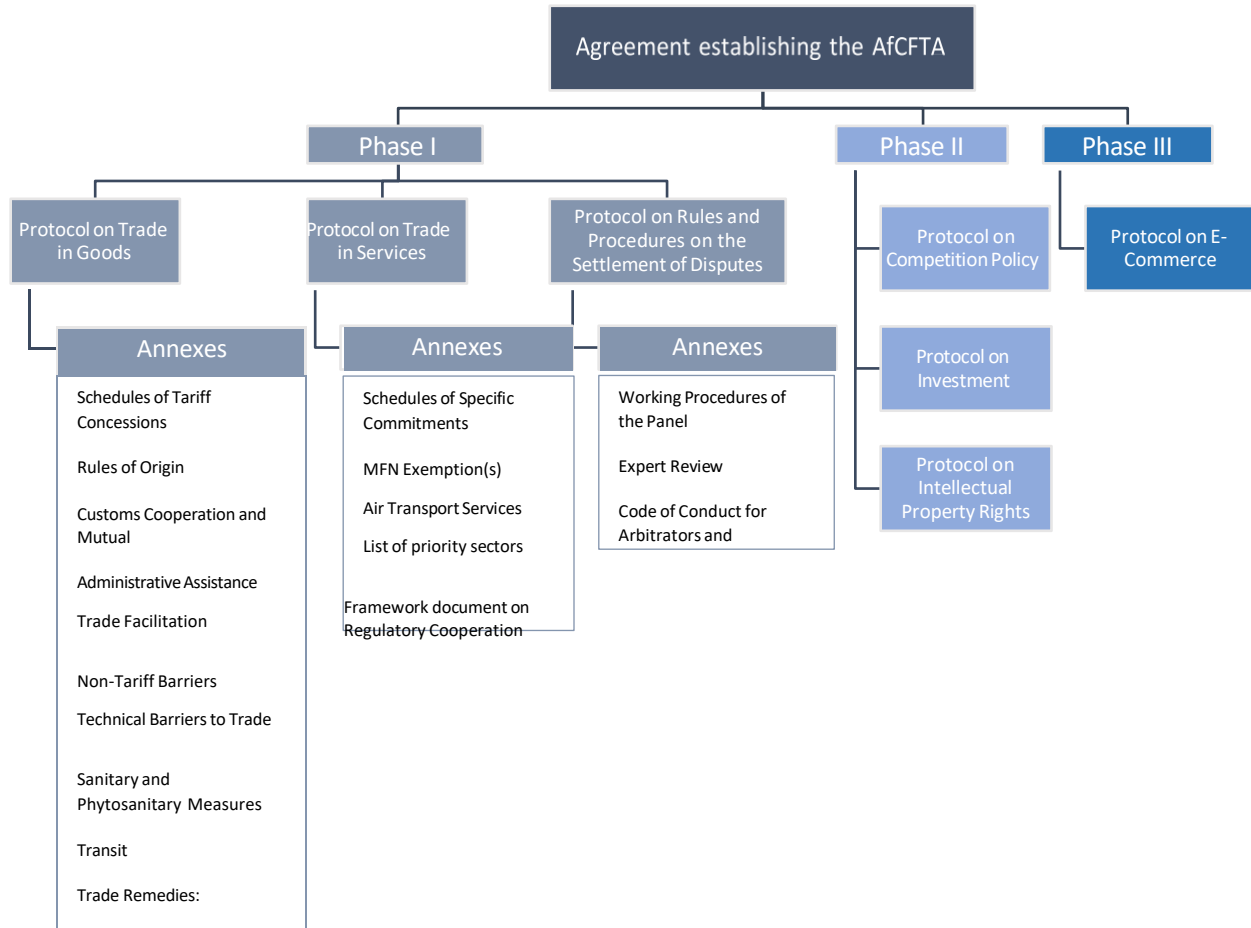 Agreement establishing the AfCFTA
Phase I
Phase II
Phase III
Protocol on Trade
in Goods
Protocol on Trade
in Services
Protocol on Rules and
Procedures on the
Settlement of Disputes
Protocol on
Competition Policy
Protocol on E-
Commerce
Annexes
Schedules of Tariff
Concessions
Rules of Origin
Customs Cooperation and
Mutual
Administrative Assistance
Trade Facilitation
Non-Tariff Barriers
Technical Barriers to Trade
Sanitary and
Phytosanitary Measures
Transit
Trade Remedies:
Annexes
Schedules of Specific
Commitments
MFN Exemption(s)
Air Transport Services
List of priority sectors
Framework document on
Regulatory Cooperation
Annexes
Working Procedures of
the Panel
Expert Review
Code of Conduct for
Arbitrators and
Protocol on
Investment
Protocol on
Intellectual
Property Rights